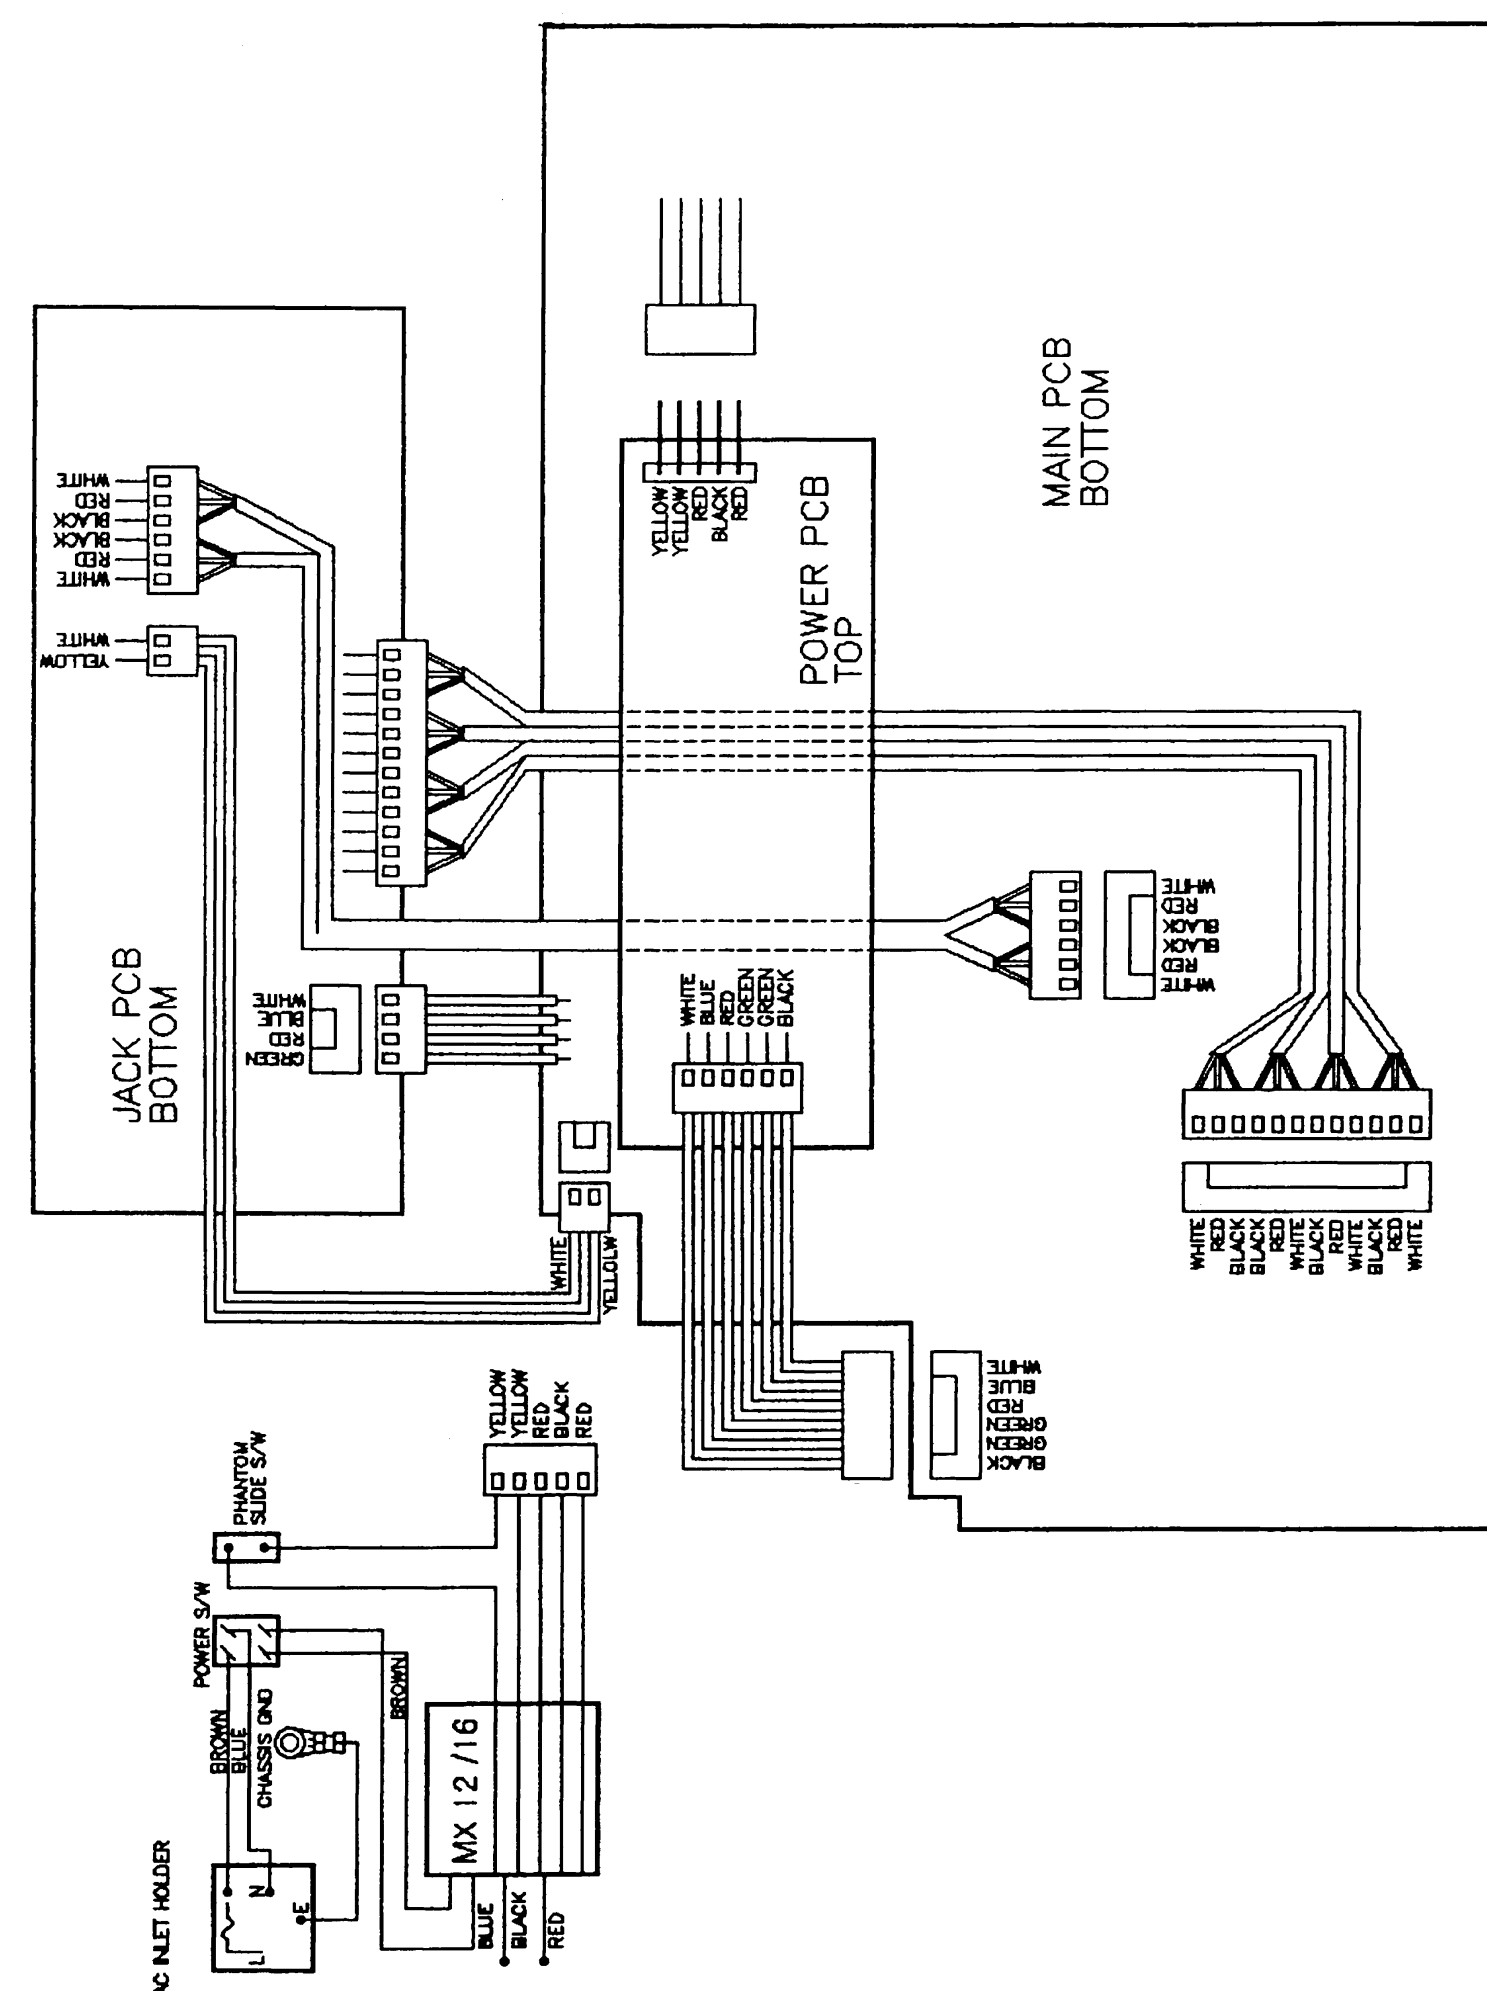 WHITE
RED
BLACK
BLACK
RED
WHITE
WHITE
YELLOW
JACK PCB
BOTTOM
WHITE
BLUE
RED
GREEN
YELLOW
YELLOW
RED
BLACK
RED
POWER PCB
TOP
MAIN PCB
BOTTOM
WHITE
BLUE
RED
GREEN
GREEN
BLACK
WHITE
RED
BLACK
BLACK
RED
WHITE
WHITE
YELLOLW
WHITE
RED
BLACK
BLACK
RED
WHITE
BLACK
RED
WHITE
BLACK
RED
WHITE
WHITE
BLUE
RED
GREEN
GREEN
BLACK
YELLOW
YELLOW
RED
BLACK
RED
PHANTOM
SLIDE S/W
POWER S/W
BROWN
BLUE
CHASSIS GND
BROWN
MX 12 /16
AC INLET HOLDER
L
N
E
BLUE
BLACK
RED